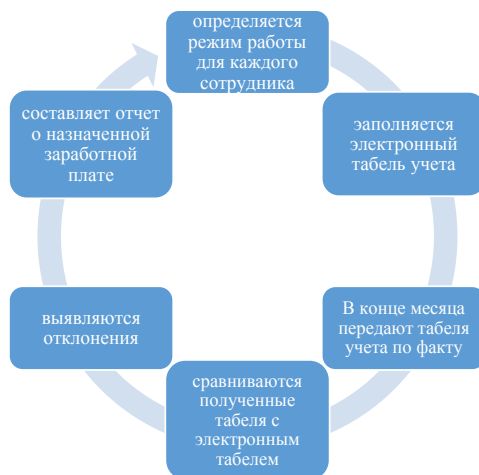 определяется
режим работы
для каждого
сотрудника
эаполняется
электронный
табель учета
В конце месяца
передают табеля
учета по факту
сравниваются
полученные
табеля с
электронным
табелем
выявляются
отклонения
составляет отчет
о назначенной
заработной
плате